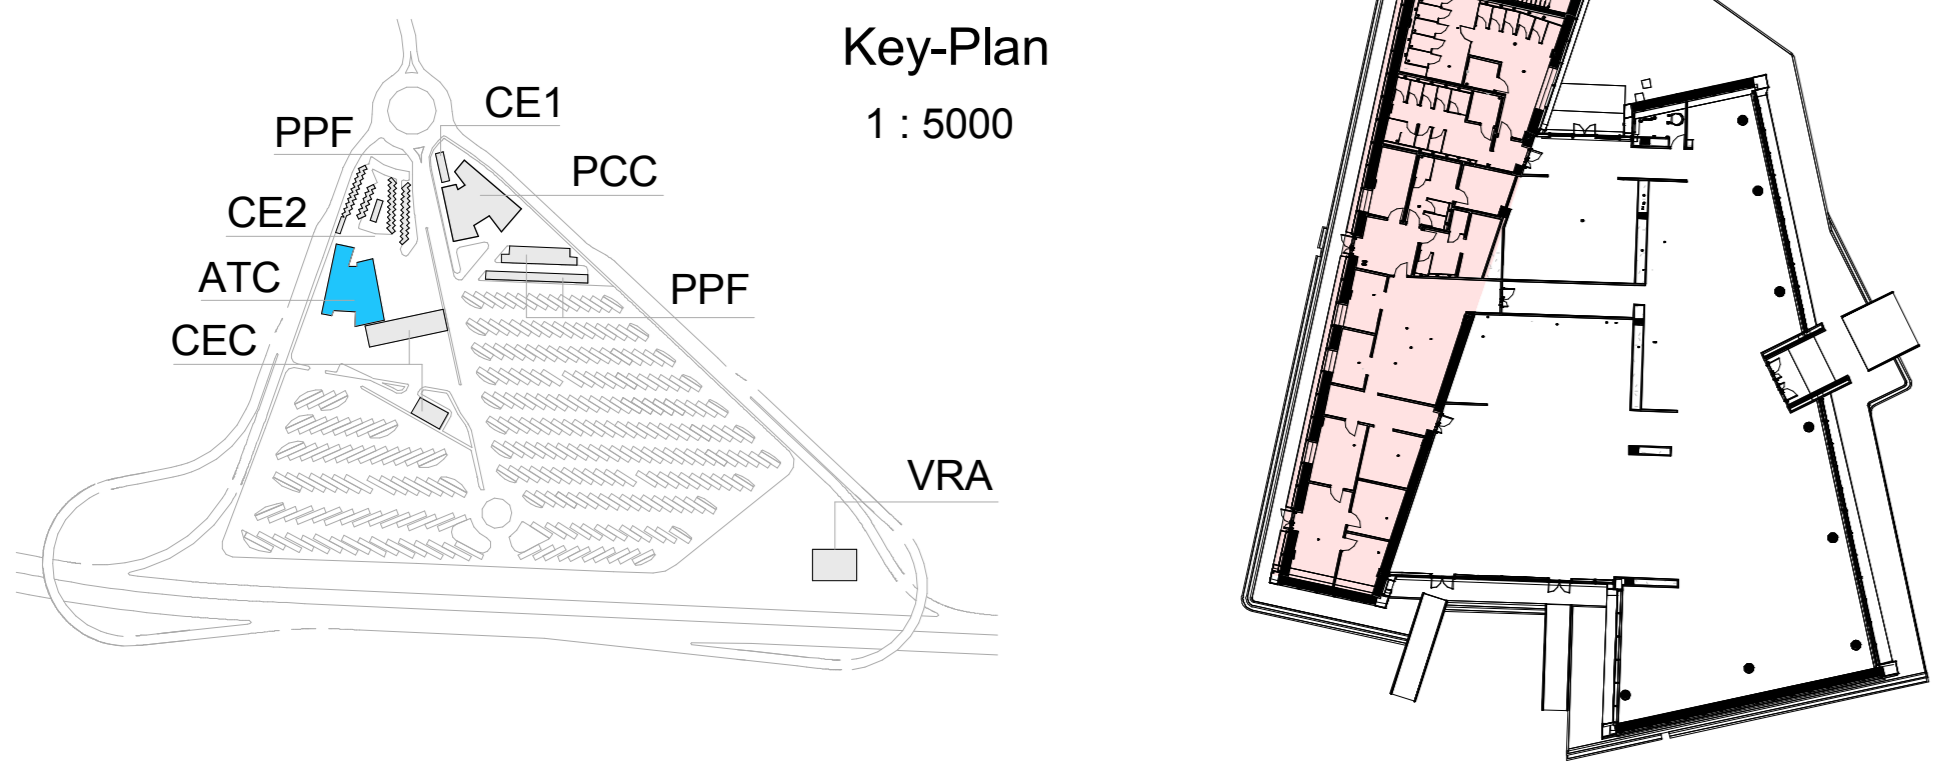 Key-Plan
1 : 5000
CE1
PPF
PCC
CE2
ATC
PPF
CEC
VRA